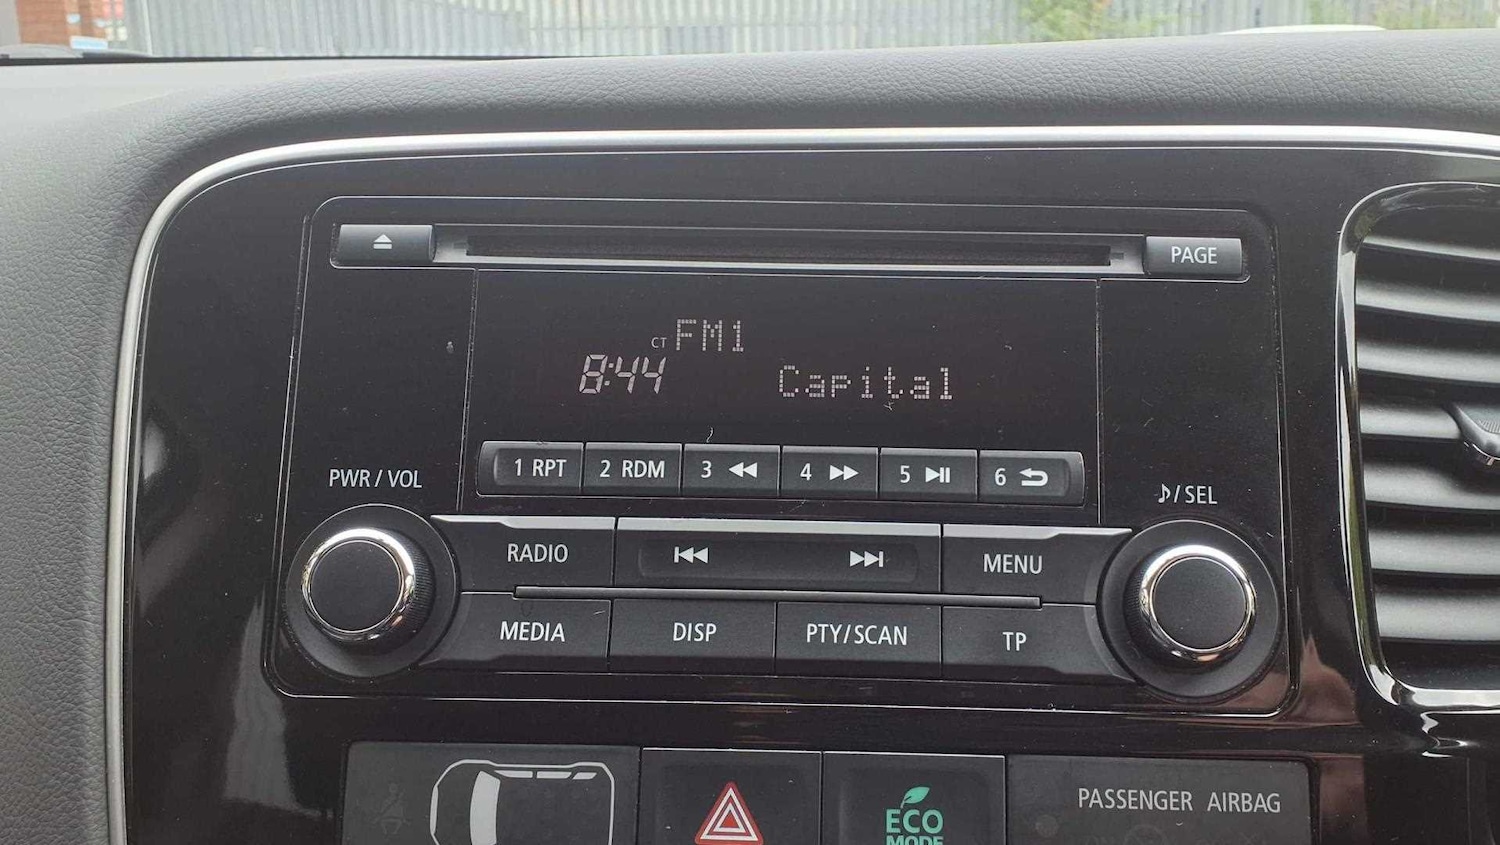 PAGE
CT FM1
8:44 Capital
1 RPT 2 RDM 3 4 5 6
PWR / VOL
/ SEL
RADIO
MENU
MEDIA DISP PTY/SCAN TP
PASSENGER AIRBAG
ECO
MODE